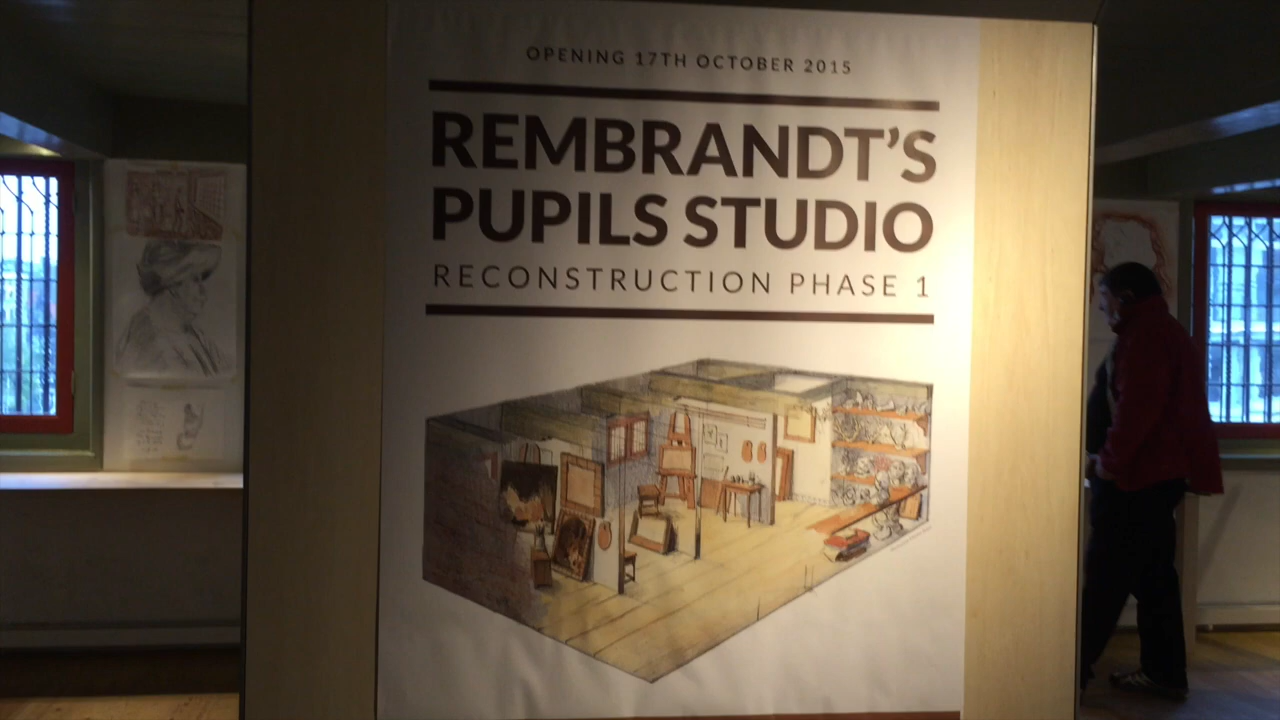 OPENING 17TH OCTOBER 2015
REMBRANDT'S
PUPILS STUDIO
RECONSTRUCTION PHASE 1